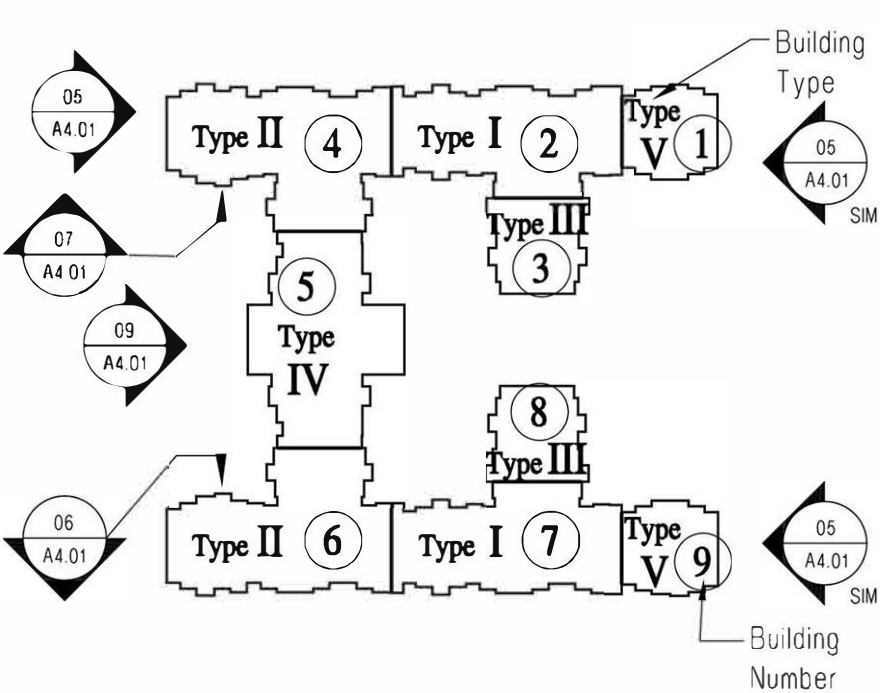 Building
Type
05
A4.01
Type II
4
Type I
2
Type
V
1
05
A4.01
SIM
07
A4 01
Type III
3
5
Type
IV
09
A4.01
8
Type III
06
A4.01
Type II
6
Type I
7
Type
V
9
05
A4.01
SIM
Building
Number